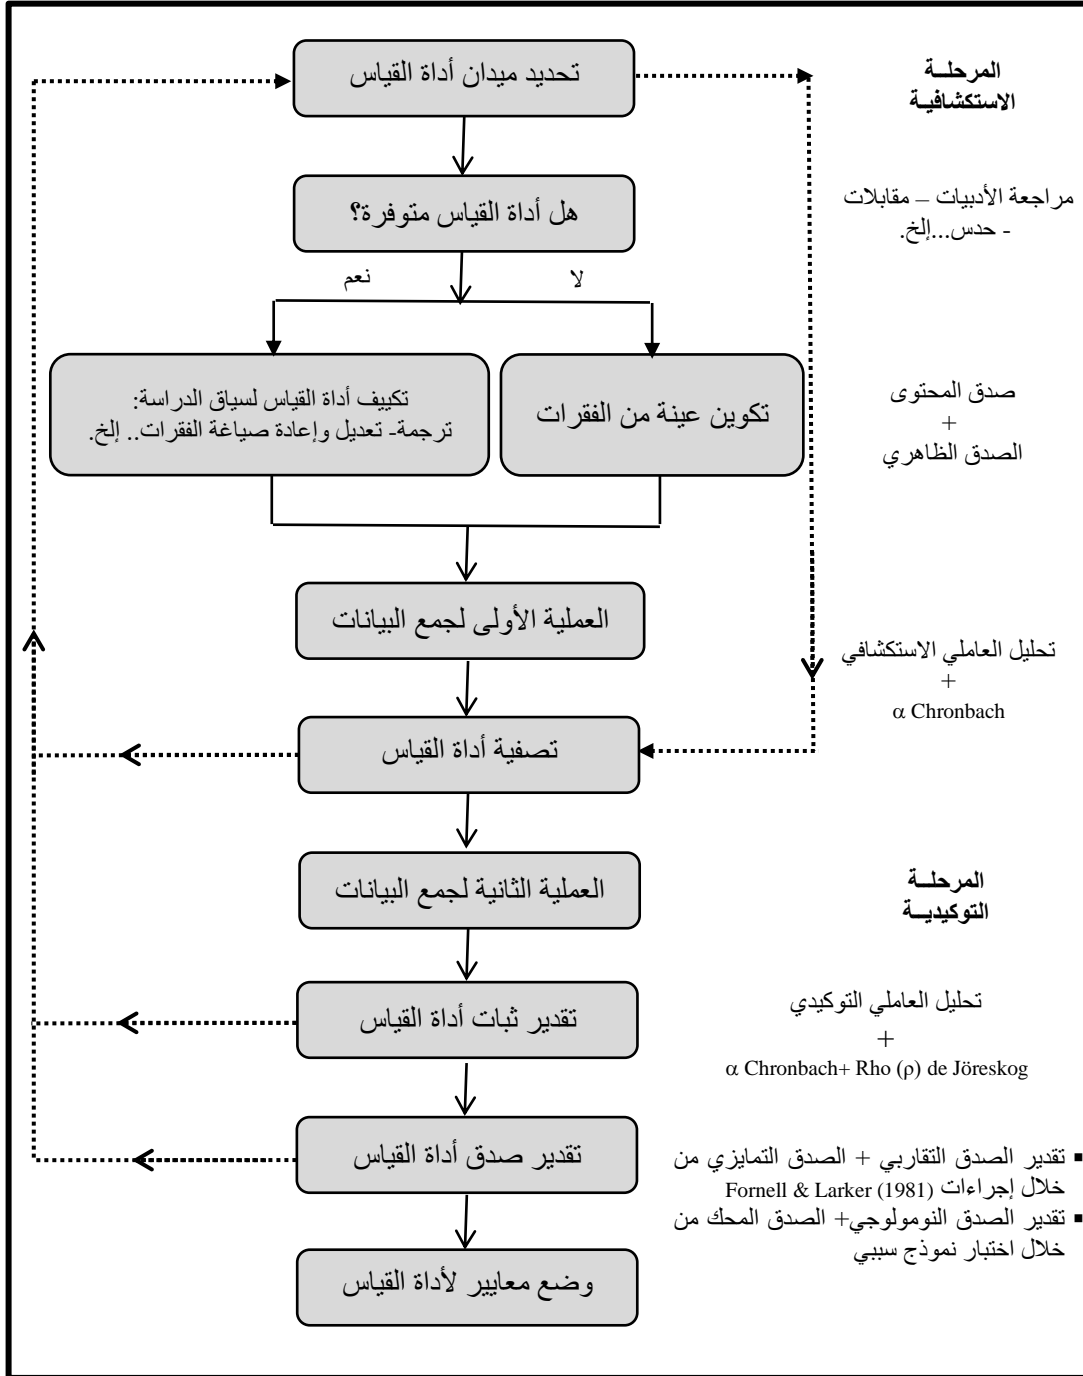 تحديد ميدان أداة القياس
المرحلــة
الاستكشافيـة
هل أداة القياس متوفرة؟
مراجعة الأدبيات – مقابلات
- حدس...إلخ.
نعم
لا
تكييف أداة القياس لسياق الدراسة:
ترجمة- تعديل وإعادة صياغة الفقرات.. إلخ.
تكوين عينة من الفقرات
صدق المحتوى
+
الصدق الظاهري
العملية الأولى لجمع البيانات
تحليل العاملي الاستكشافي
+
α Chronbach
تصفية أداة القياس
العملية الثانية لجمع البيانات
المرحلــة
التوكيديــة
تقدير ثبات أداة القياس
تحليل العاملي التوكيدي
+
α Chronbach+ Rho (ρ) de Jöreskog
تقدير صدق أداة القياس
▪ تقدير الصدق التقاربي + الصدق التمايزي من
خلال إجراءات Fornell & Larker (1981)
▪ تقدير الصدق النومولوجي+ الصدق المحك من
خلال اختبار نموذج سببي
وضع معايير لأداة القياس